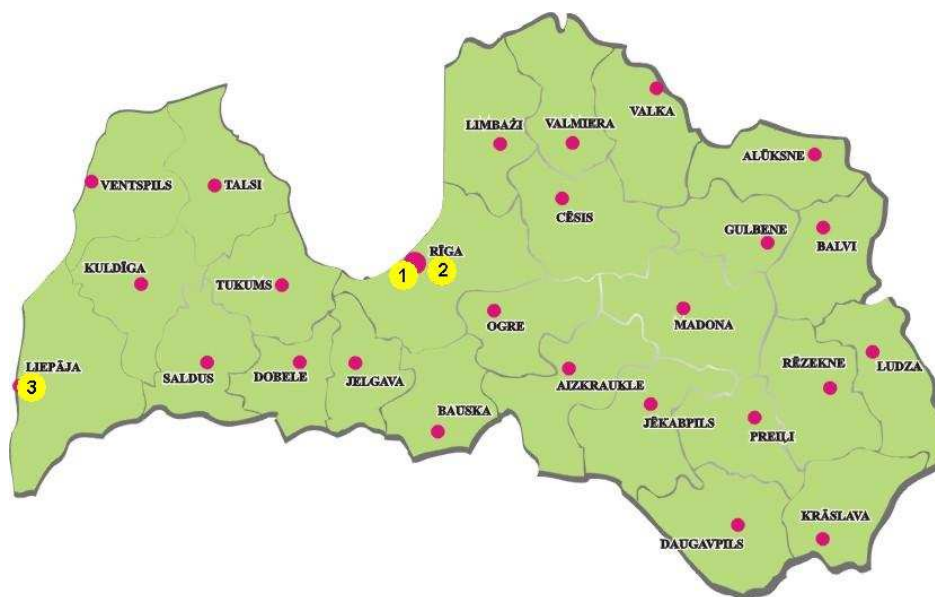 VALKA
LIMBAŽI
VALMIERA
ALŪKSNE
VENTSPILS
TALSI
CĒSIS
GULBENE
BALVI
RĪGA
1
2
KULDĪGA
TUKUMS
OGRE
MADONA
LIEPĀJA
3
SALDUS
DOBELE
JELGAVA
AIZKRAUKLE
RĒZEKNE
LUDZA
BAUSKA
JĒKABPILS
PREIĻI
KRĀSLAVA
DAUGAVPILS